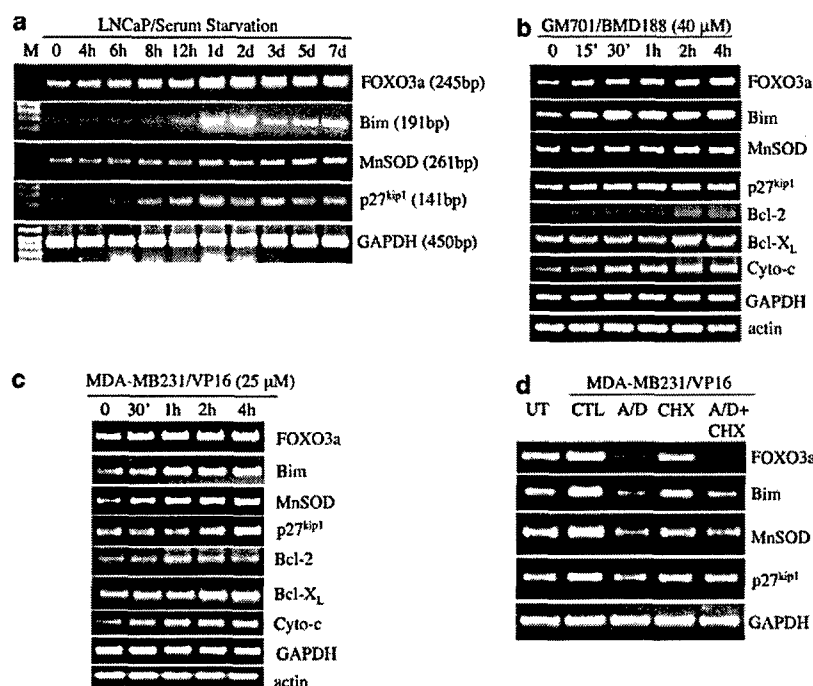 a
LNCaP/Serum Starvation
M 0 4h 6h 8h 12h 1d 2d 3d 5d 7d
FOXO3a (245bp)
Bim (191bp)
MnSOD (261bp)
p27kip1 (141bp)
GAPDH (450bp)
b
GM701/BMD188 (40 μM)
0 15' 30' 1h 2h 4h
FOXO3a
Bim
MnSOD
p27kip1
Bcl-2
Bcl-XL
Cyto-c
GAPDH
actin
c
MDA-MB231/VP16 (25 μM)
0 30' 1h 2h 4h
FOXO3a
Bim
MnSOD
p27kip1
Bcl-2
Bcl-XL
Cyto-c
GAPDH
actin
d
MDA-MB231/VP16
UT CTL A/D CHX A/D+
CHX
FOXO3a
Bim
MnSOD
p27kip1
GAPDH